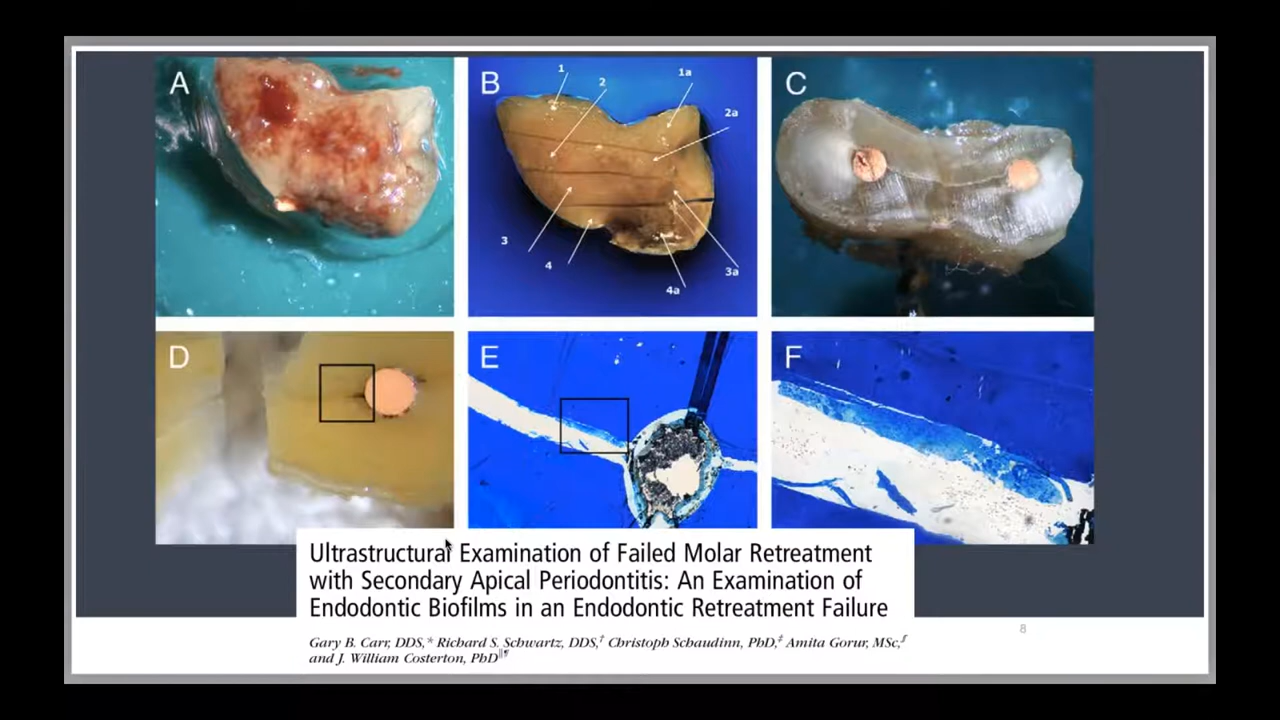 A
B
C
1
2
1a
2a
3
4
3a
4a
D
E
F
Ultrastructural Examination of Failed Molar Retreatment
with Secondary Apical Periodontitis: An Examination of
Endodontic Biofilms in an Endodontic Retreatment Failure
8
Gary B. Carr, DDS,* Richard S. Schwartz, DDS,† Christoph Schaudinn, PhD,‡ Amita Gorur, MSc,§
and J. William Costerton, PhD||¶